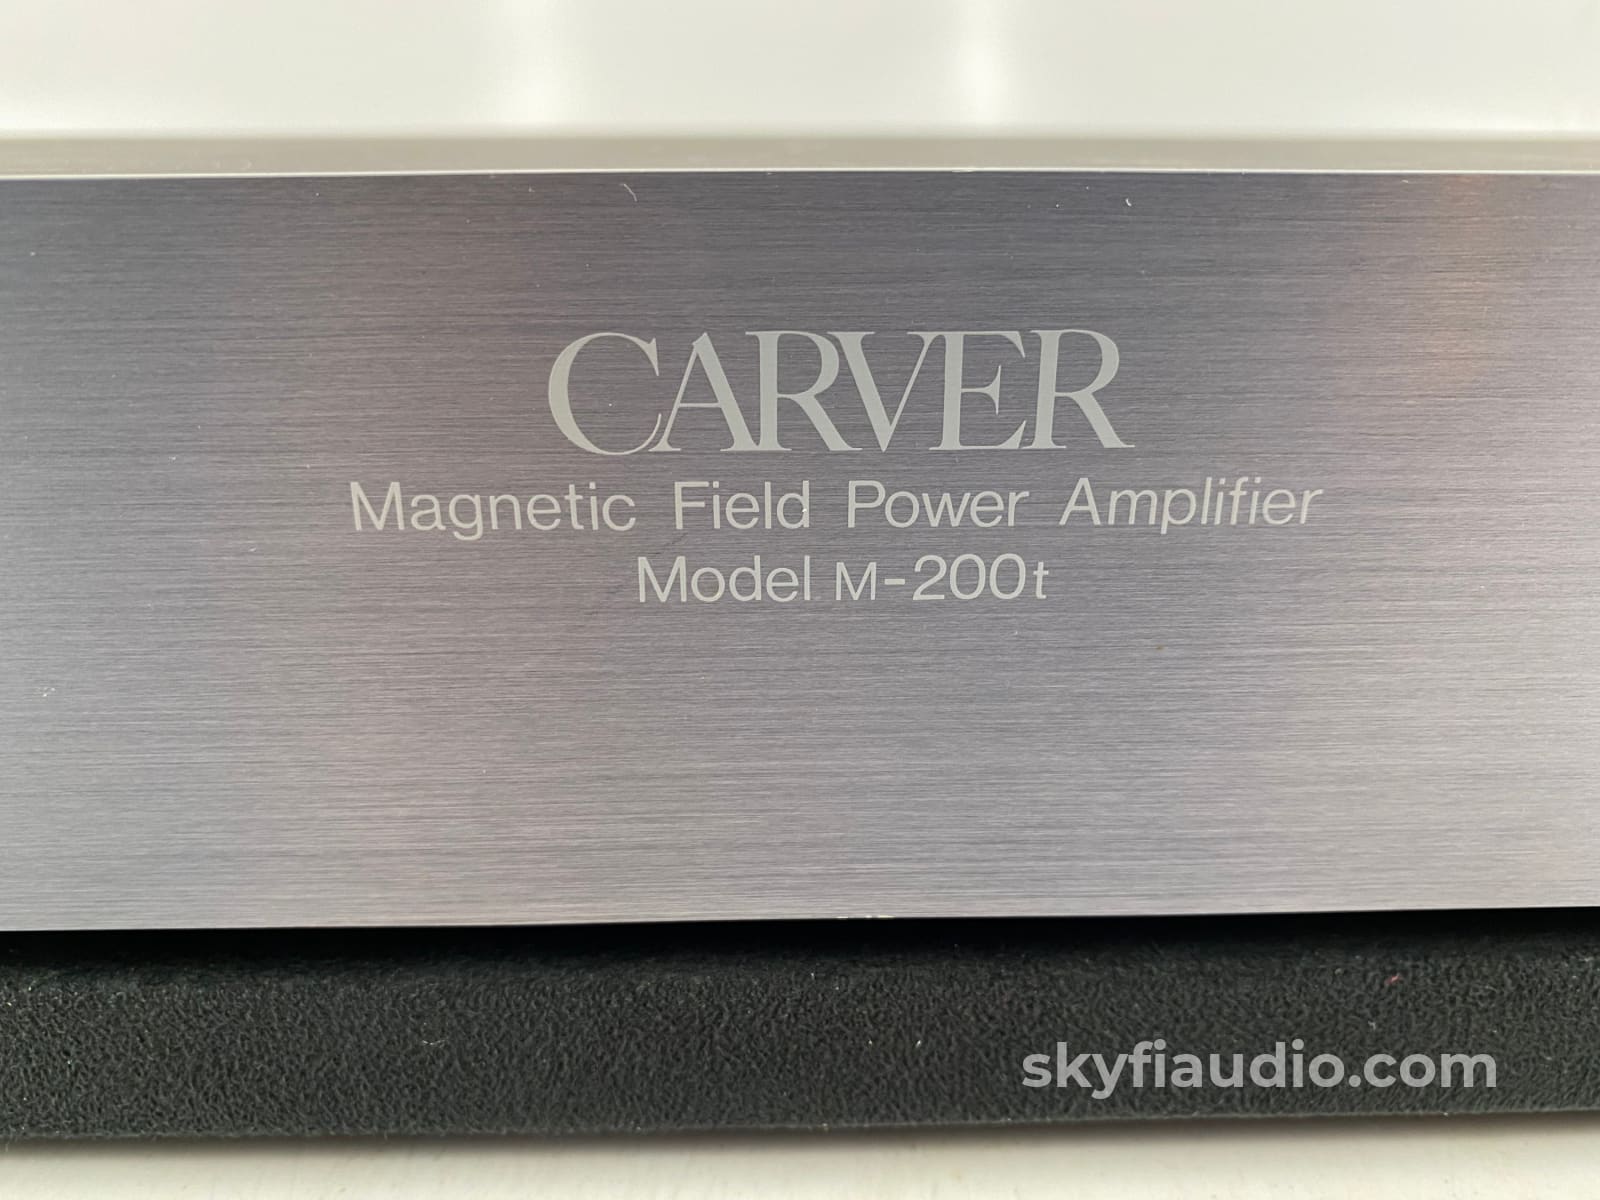 CARVER
Magnetic Field Power Amplifier
Model M-200t
skyfiaudio.com